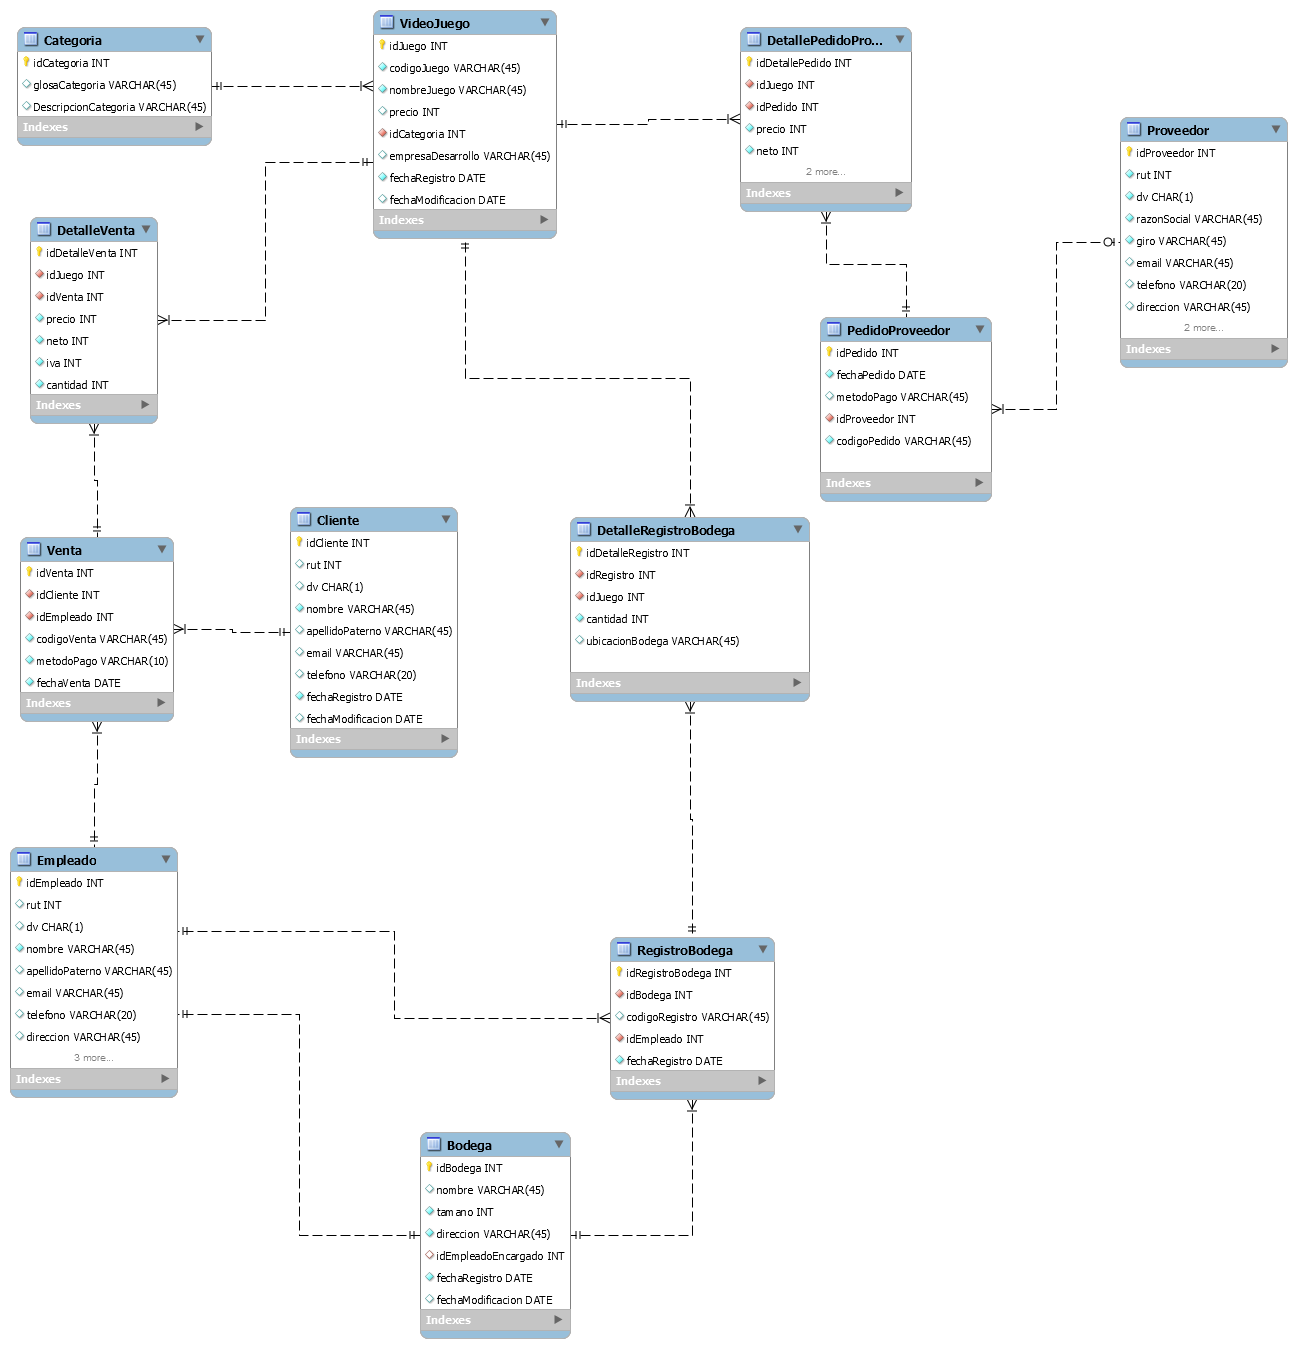 Categoria
idCategoria INT
glosaCategoria VARCHAR(45)
DescripcionCategoria VARCHAR(45)
Indexes
VideoJuego
idJuego INT
codigoJuego VARCHAR(45)
nombreJuego VARCHAR(45)
precio INT
idCategoria INT
empresaDesarrollo VARCHAR(45)
fechaRegistro DATE
fechaModificacion DATE
Indexes
DetallePedidoPro...
idDetallePedido INT
idJuego INT
idPedido INT
precio INT
neto INT
2 more...
Indexes
Proveedor
idProveedor INT
rut INT
dv CHAR(1)
razonSocial VARCHAR(45)
giro VARCHAR(45)
email VARCHAR(45)
telefono VARCHAR(20)
direccion VARCHAR(45)
2 more...
Indexes
DetalleVenta
idDetalleVenta INT
idJuego INT
idVenta INT
precio INT
neto INT
iva INT
cantidad INT
Indexes
PedidoProveedor
idPedido INT
fechaPedido DATE
metodoPago VARCHAR(45)
idProveedor INT
codigoPedido VARCHAR(45)
Indexes
Venta
idVenta INT
idCliente INT
idEmpleado INT
codigoVenta VARCHAR(45)
metodoPago VARCHAR(10)
fechaVenta DATE
Indexes
Cliente
idCliente INT
rut INT
dv CHAR(1)
nombre VARCHAR(45)
apellidoPaterno VARCHAR(45)
email VARCHAR(45)
telefono VARCHAR(20)
fechaRegistro DATE
fechaModificacion DATE
Indexes
DetalleRegistroBodega
idDetalleRegistro INT
idRegistro INT
idJuego INT
cantidad INT
ubicacionBodega VARCHAR(45)
Indexes
Empleado
idEmpleado INT
rut INT
dv CHAR(1)
nombre VARCHAR(45)
apellidoPaterno VARCHAR(45)
email VARCHAR(45)
telefono VARCHAR(20)
direccion VARCHAR(45)
3 more...
Indexes
RegistroBodega
idRegistroBodega INT
idBodega INT
codigoRegistro VARCHAR(45)
idEmpleado INT
fechaRegistro DATE
Indexes
Bodega
idBodega INT
nombre VARCHAR(45)
tamano INT
direccion VARCHAR(45)
idEmpleadoEncargado INT
fechaRegistro DATE
fechaModificacion DATE
Indexes